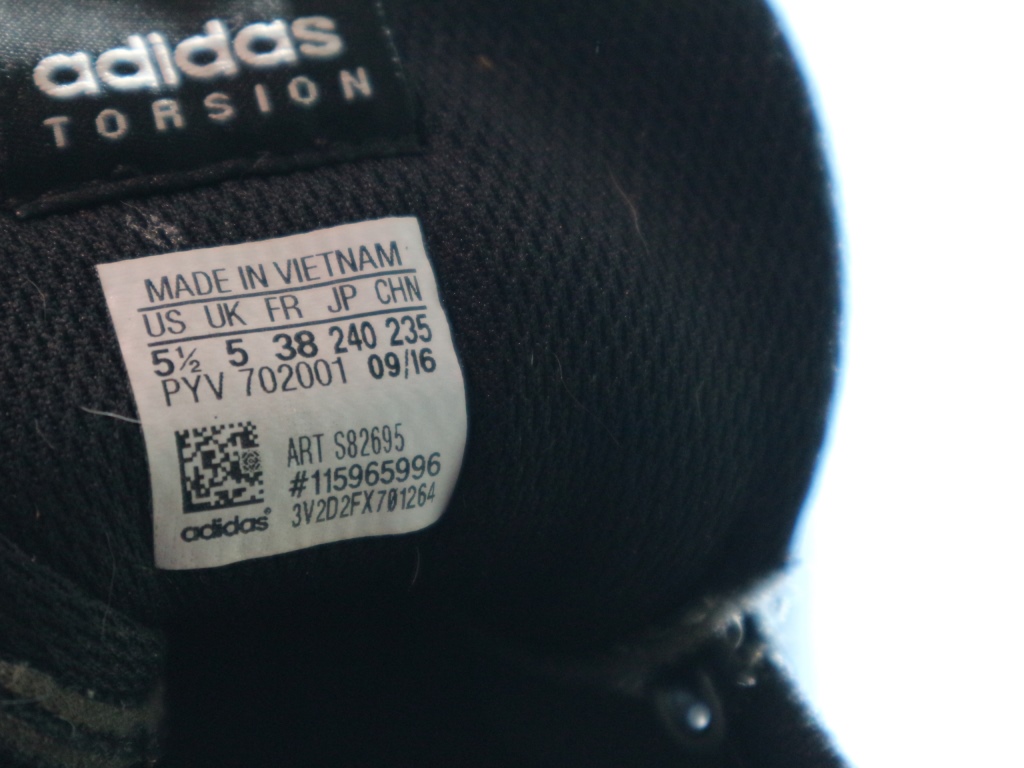 adidas
TORSION
MADE IN VIETNAM
US UK FR JP CHN
5½ 5 38 240 235
PYV 702001 09/16
ART S82695
#115965996
3V2D2FX701264
adidas®